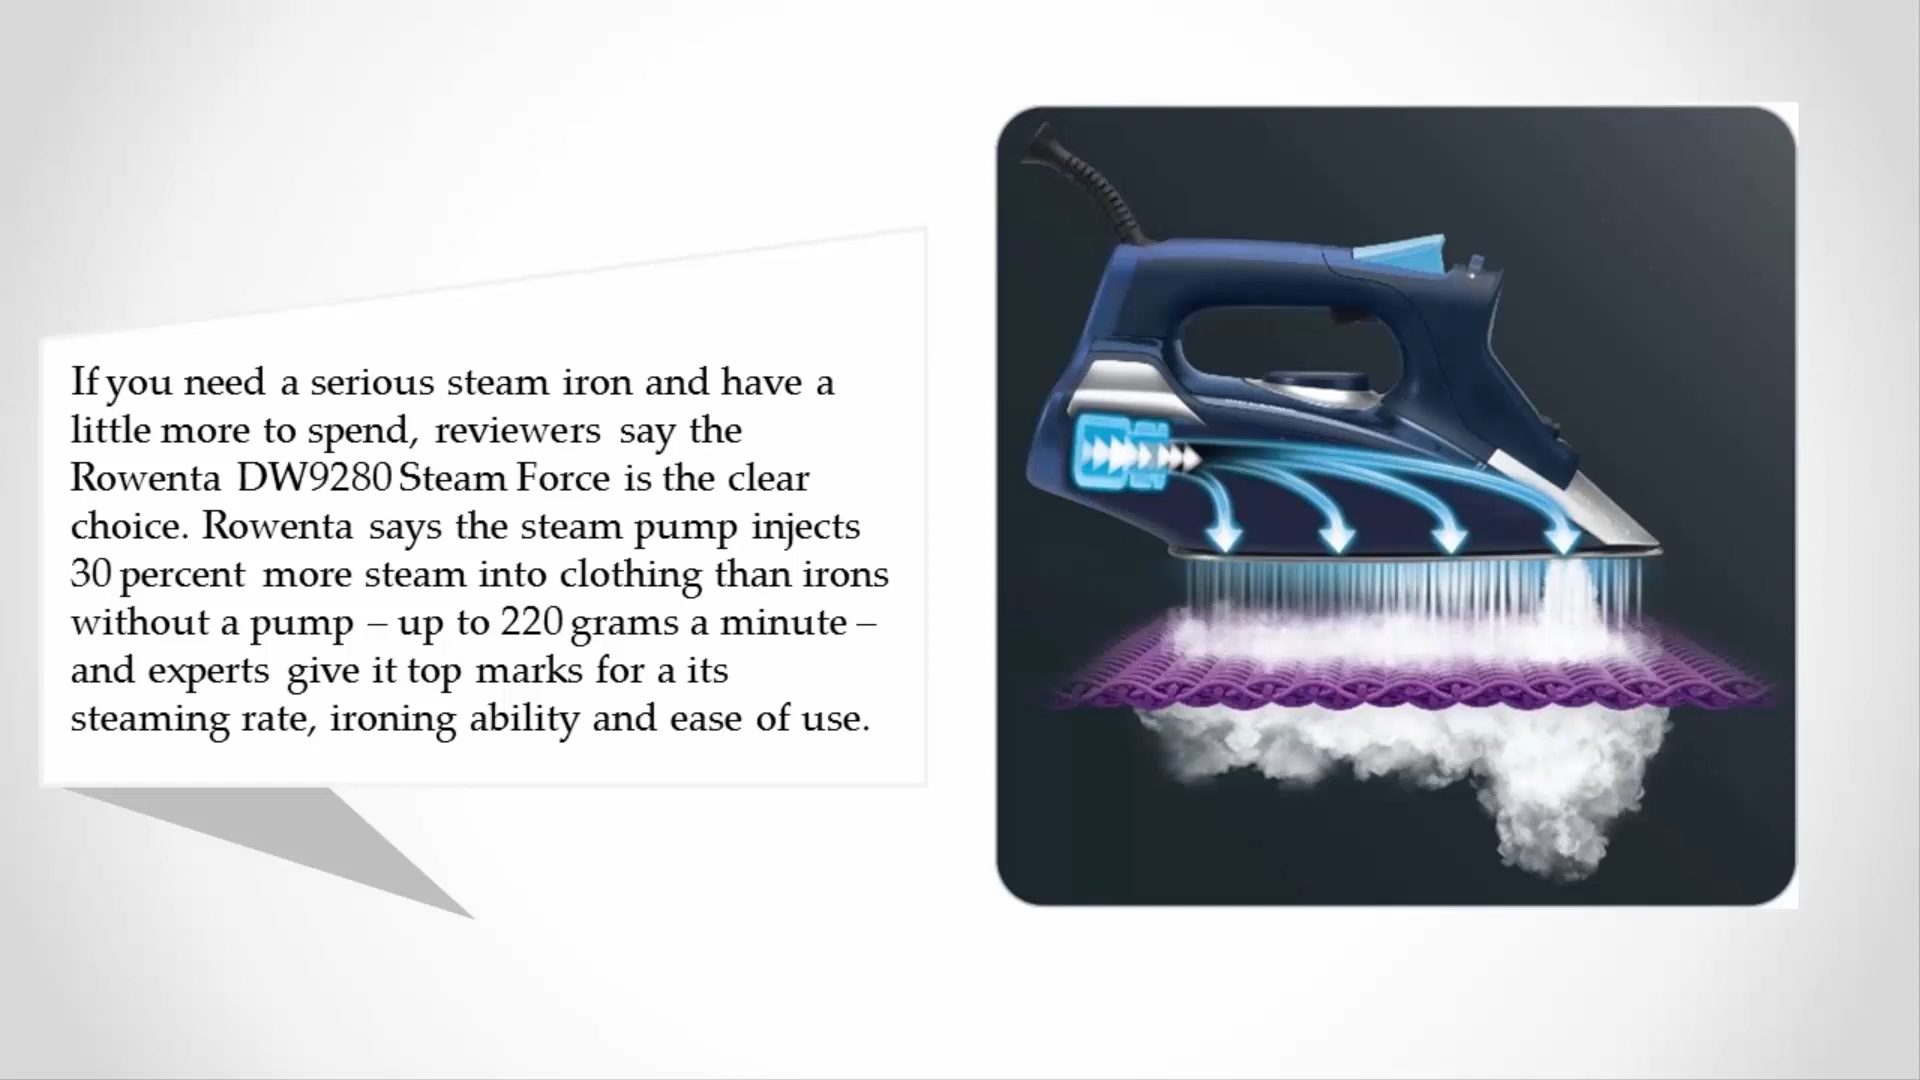 If you need a serious steam iron and have a
little more to spend, reviewers say the
Rowenta DW9280 Steam Force is the clear
choice. Rowenta says the steam pump injects
30 percent more steam into clothing than irons
without a pump – up to 220 grams a minute –
and experts give it top marks for a its
steaming rate, ironing ability and ease of use.